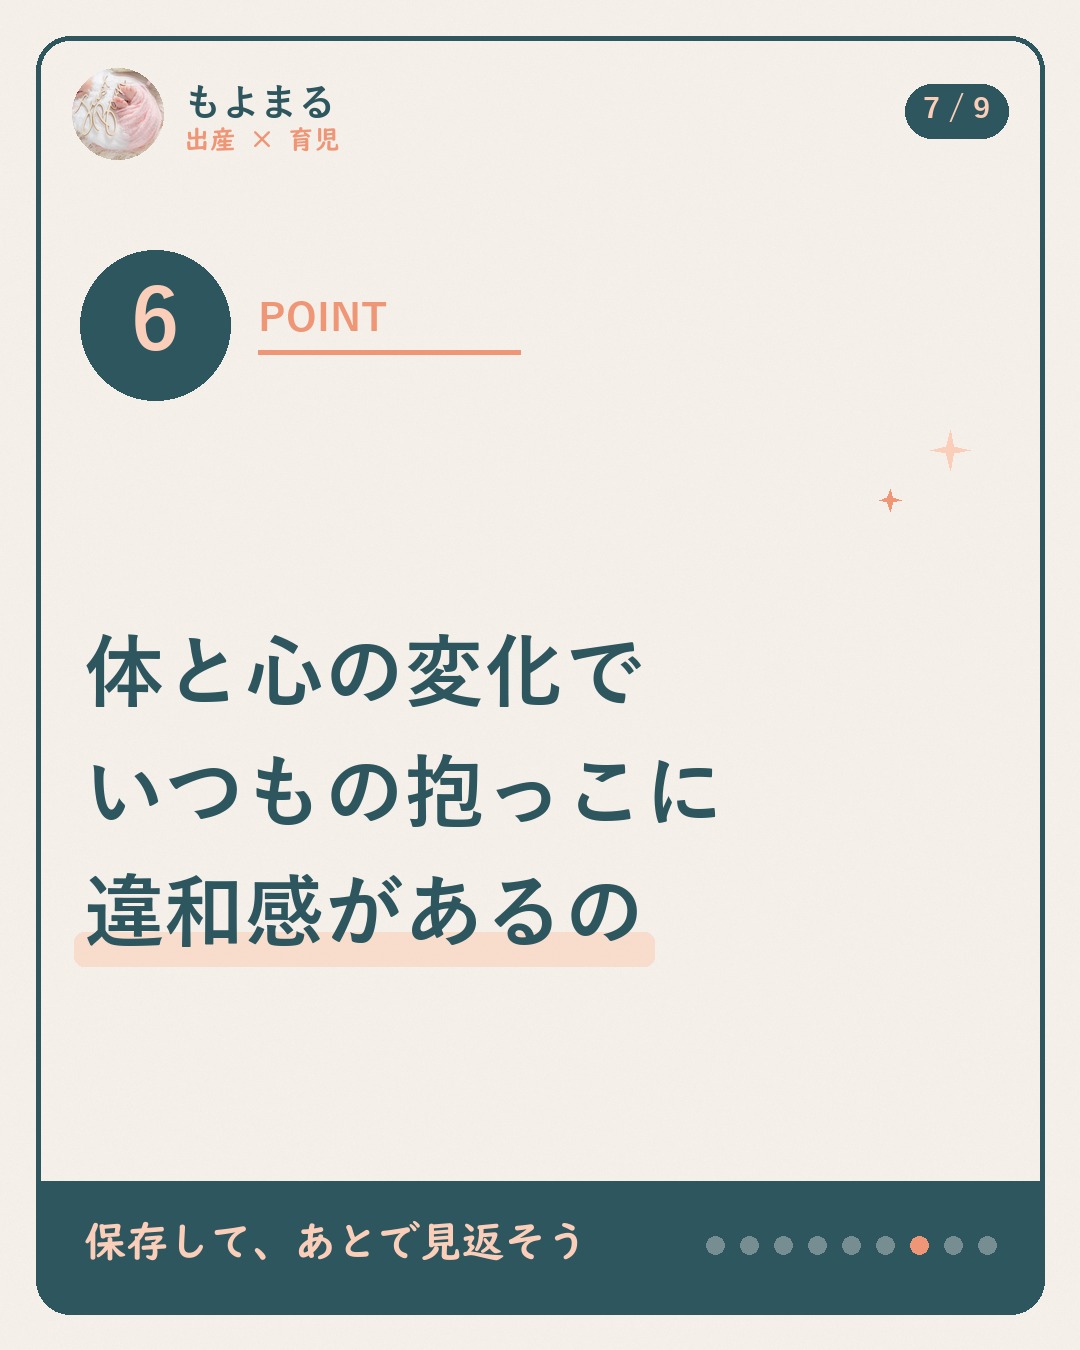 もよまる
出産 × 育児
7 / 9
6
POINT
体と心の変化で
いつもの抱っこに
違和感があるの
保存して、あとで見返そう